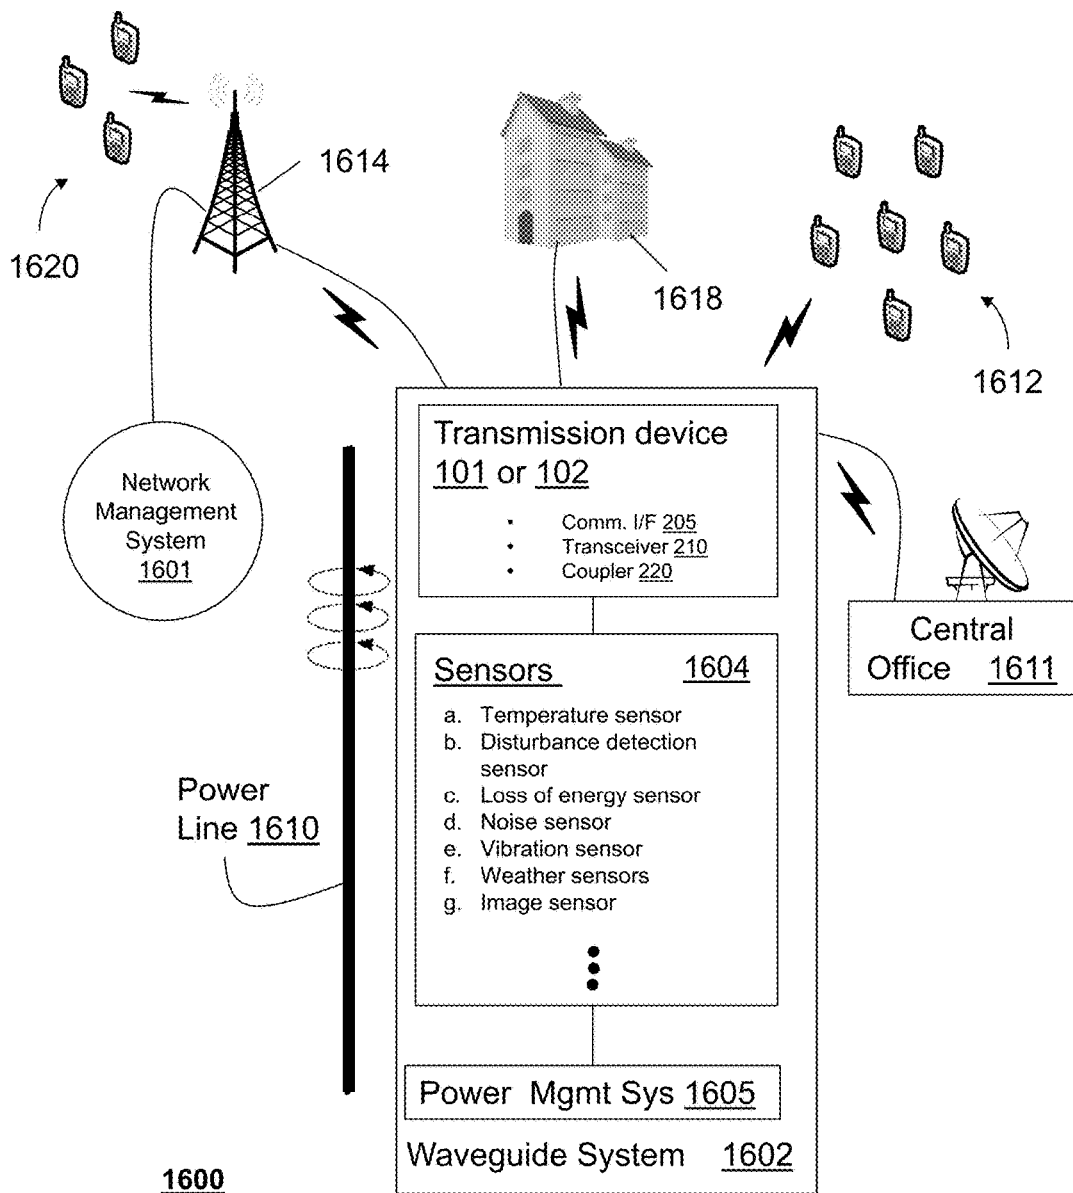 1614
1620
1618
1612
Transmission device
101 or 102
• Comm. I/F 205
• Transceiver 210
• Coupler 220
Network
Management
System
1601
Central
Office 1611
Sensors 1604
a. Temperature sensor
b. Disturbance detection
sensor
c. Loss of energy sensor
d. Noise sensor
e. Vibration sensor
f. Weather sensors
g. Image sensor
Power
Line 1610
Power Mgmt Sys 1605
Waveguide System 1602
1600